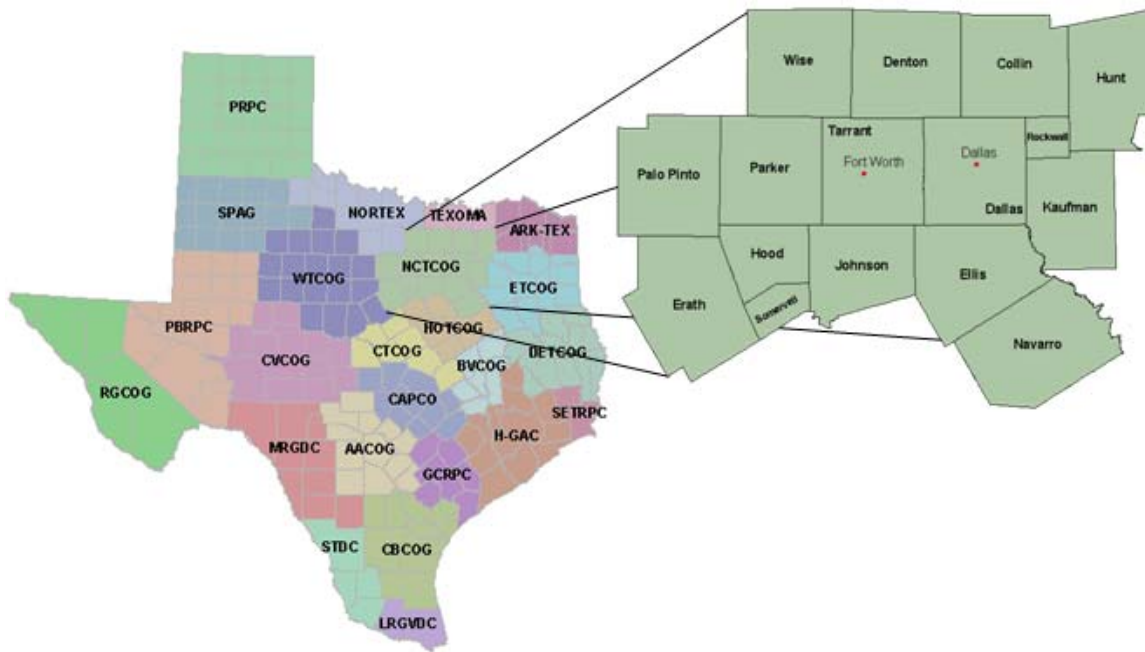 PRPC
SPAG
NORTEX
TEXOMA
ARK-TEX
WTCOG
NCTCOG
ETCOG
PBRPC
HOTCOG
CVCOG
CTCOG
BVCOG
DETCOG
RGCOG
CAPCO
SETRPC
MRGDC
AACOG
H-GAC
GCRPC
STDC
CBCOG
LRGVDC
Wise
Denton
Collin
Hunt
Tarrant
Rockwall
Palo Pinto
Parker
Fort Worth
Dallas
Dallas
Kaufman
Hood
Johnson
Ellis
Erath
Somervell
Navarro